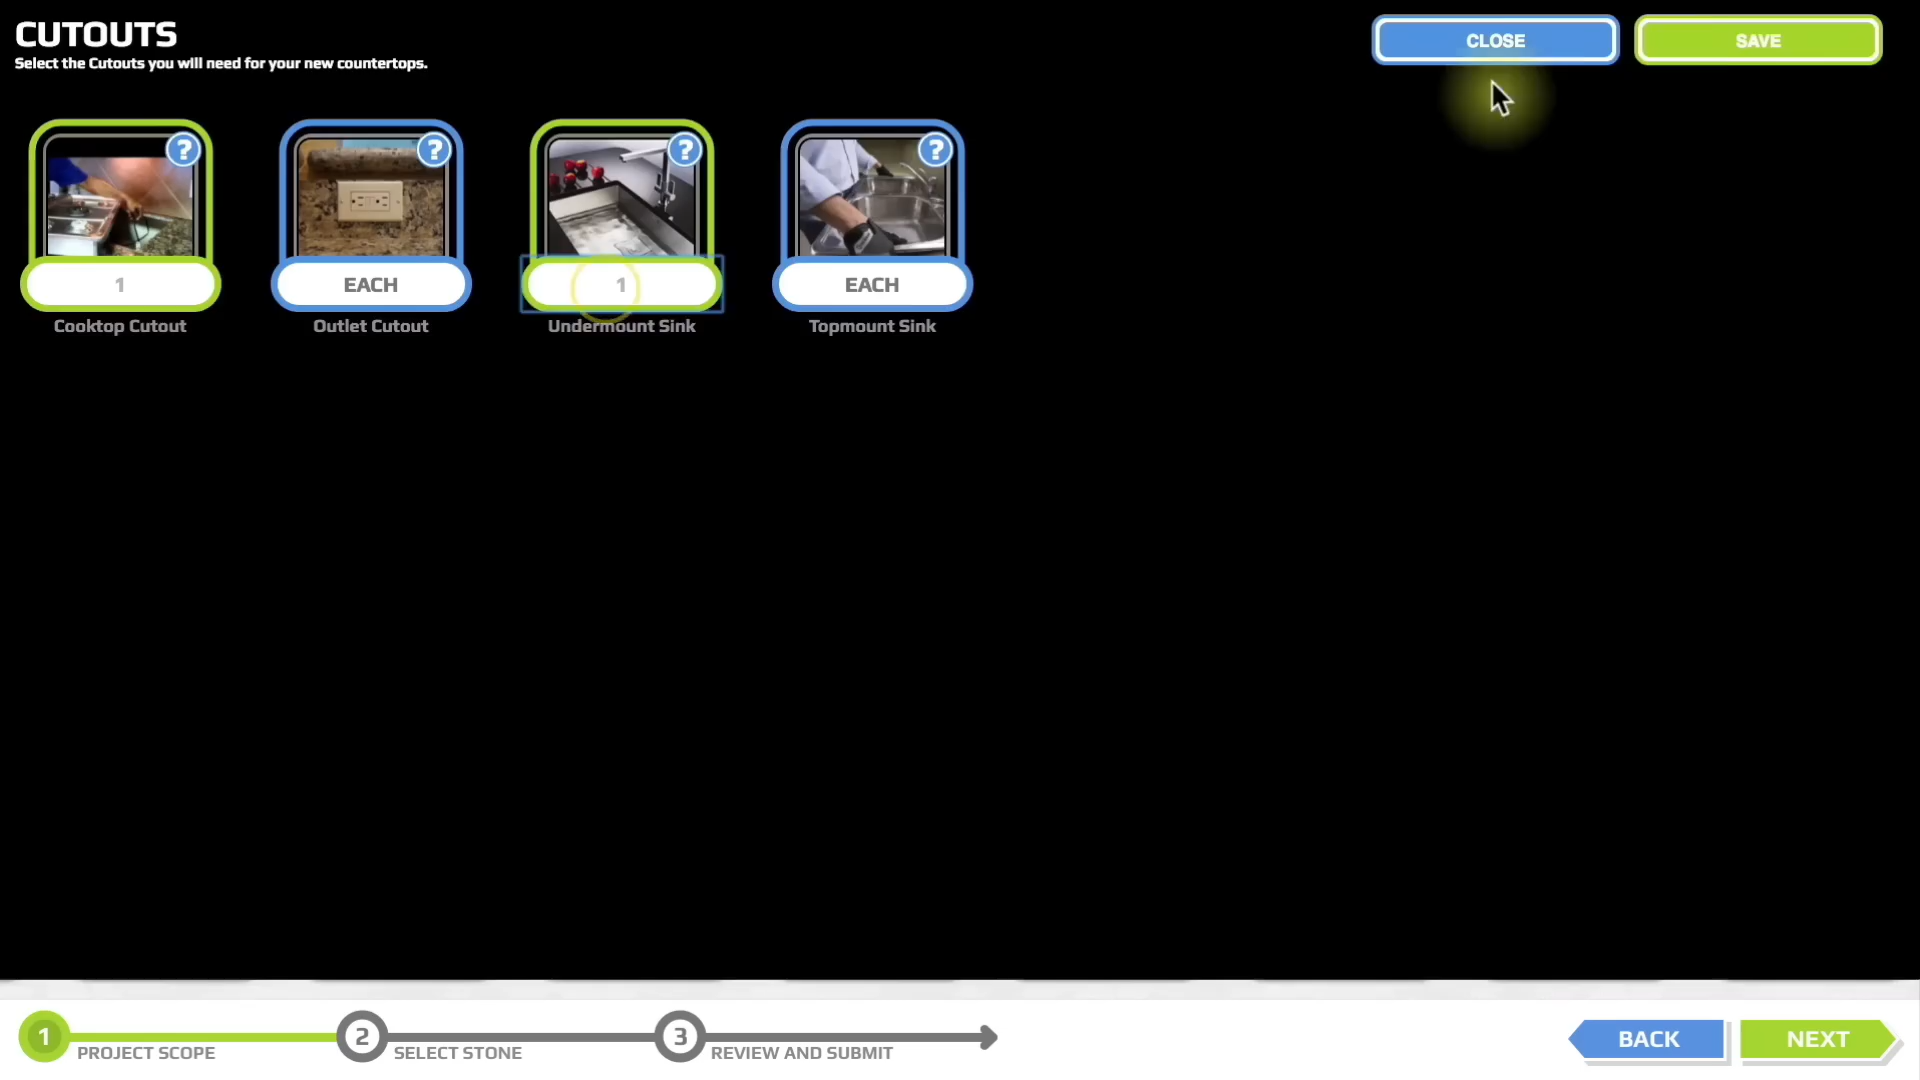 CUTOUTS
Select the Cutouts you will need for your new countertops.
CLOSE
SAVE
?
?
?
?
1
EACH
1
EACH
Cooktop Cutout
Outlet Cutout
Undermount Sink
Topmount Sink
1
PROJECT SCOPE
2
SELECT STONE
3
REVIEW AND SUBMIT
BACK
NEXT